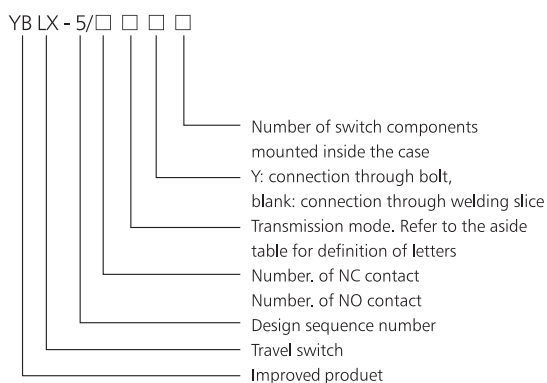 YB LX - 5/□ □ □ □
Number of switch components
mounted inside the case
Y: connection through bolt,
blank: connection through welding slice
Transmission mode. Refer to the aside
table for definition of letters
Number. of NC contact
Number. of NO contact
Design sequence number
Travel switch
Improved produet